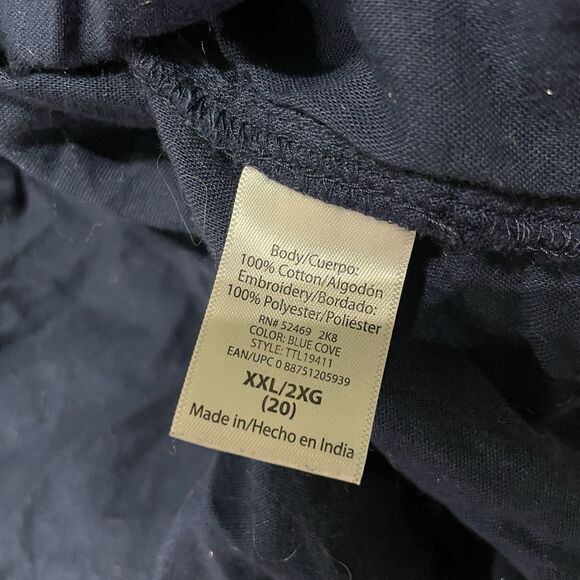 Body/Cuerpo:
100% Cotton/Algodón
Embroidery/Bordado:
100% Polyester/Poliéster
RN# 52469 2K8
COLOR: BLUE COVE
STYLE: TTL19411
EAN/UPC 0 88751205939
XXL/2XG
(20)
Made in/Hecho en India